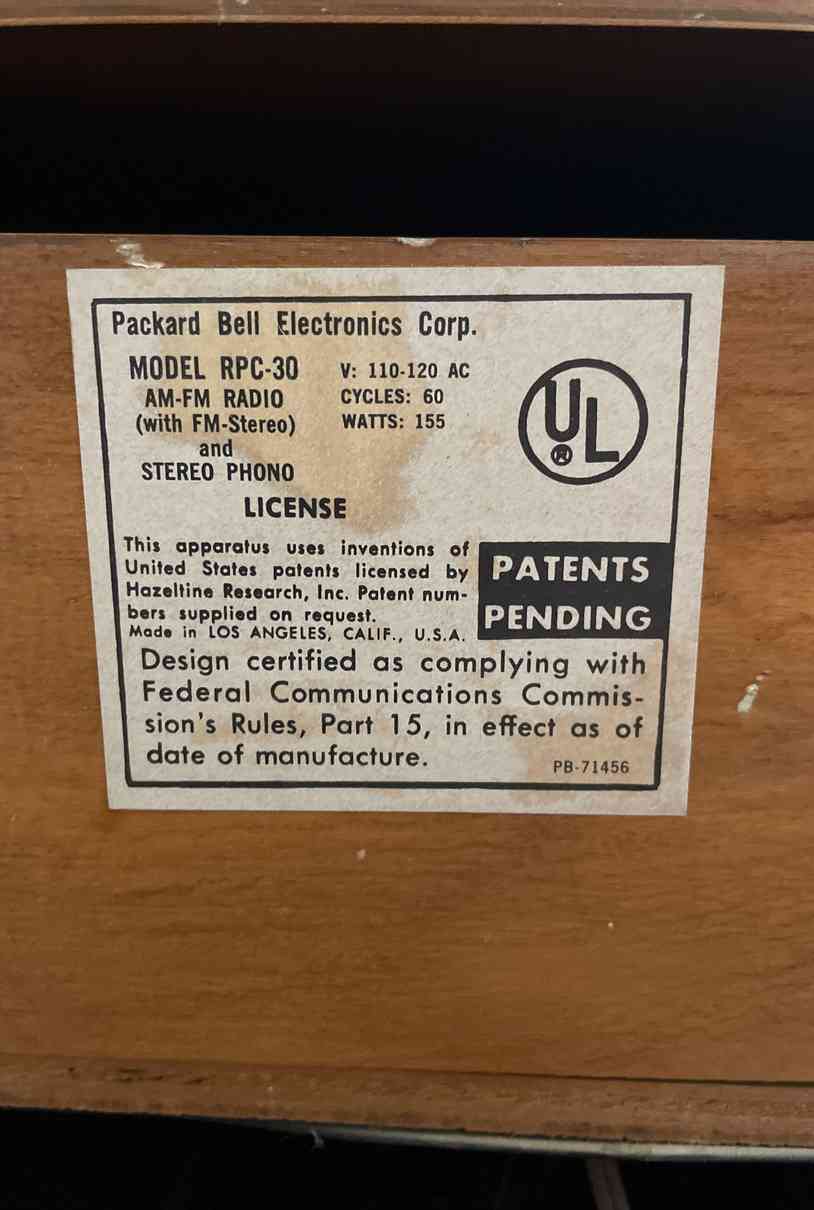 Packard Bell Electronics Corp.
MODEL RPC-30
AM-FM RADIO
(with FM-Stereo)
and
STEREO PHONO
V: 110-120 AC
CYCLES: 60
WATTS: 155
UL
®
LICENSE
This apparatus uses inventions of
United States patents licensed by
Hazeltine Research, Inc. Patent num-
bers supplied on request.
Made in LOS ANGELES, CALIF., U.S.A.
PATENTS
PENDING
Design certified as complying with
Federal Communications Commis-
sion's Rules, Part 15, in effect as of
date of manufacture.
PB-71456